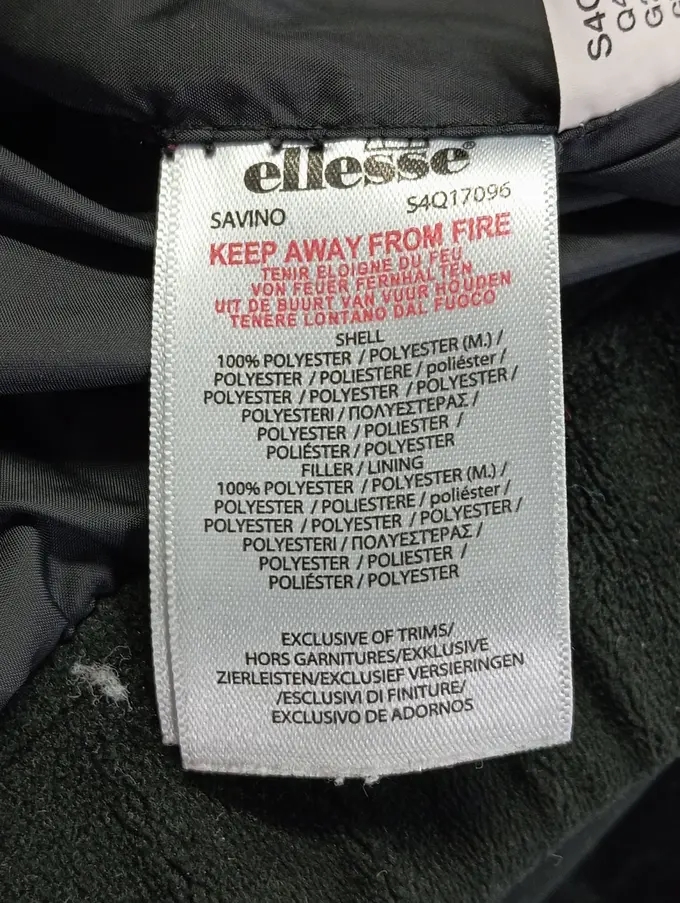 ellesse®
SAVINO S4Q17096
KEEP AWAY FROM FIRE
TENIR ELOIGNE DU FEU
VON FEUER FERNHALTEN
UIT DE BUURT VAN VUUR HOUDEN
TENERE LONTANO DAL FUOCO
SHELL
100% POLYESTER / POLYESTER (M.) /
POLYESTER / POLIESTERE / poliéster /
POLYESTER / POLYESTER / POLYESTER /
POLYESTERI / ΠΟΛΥΕΣΤΕΡΑΣ /
POLYESTER / POLIESTER /
POLIÉSTER / POLYESTER
FILLER / LINING
100% POLYESTER / POLYESTER (M.) /
POLYESTER / POLIESTERE / poliéster /
POLYESTER / POLYESTER / POLYESTER /
POLYESTERI / ΠΟΛΥΕΣΤΕΡΑΣ /
POLYESTER / POLIESTER /
POLIÉSTER / POLYESTER
EXCLUSIVE OF TRIMS/
HORS GARNITURES/EXKLUSIVE
ZIERLEISTEN/EXCLUSIEF VERSIERINGEN
/ESCLUSIVI DI FINITURE/
EXCLUSIVO DE ADORNOS